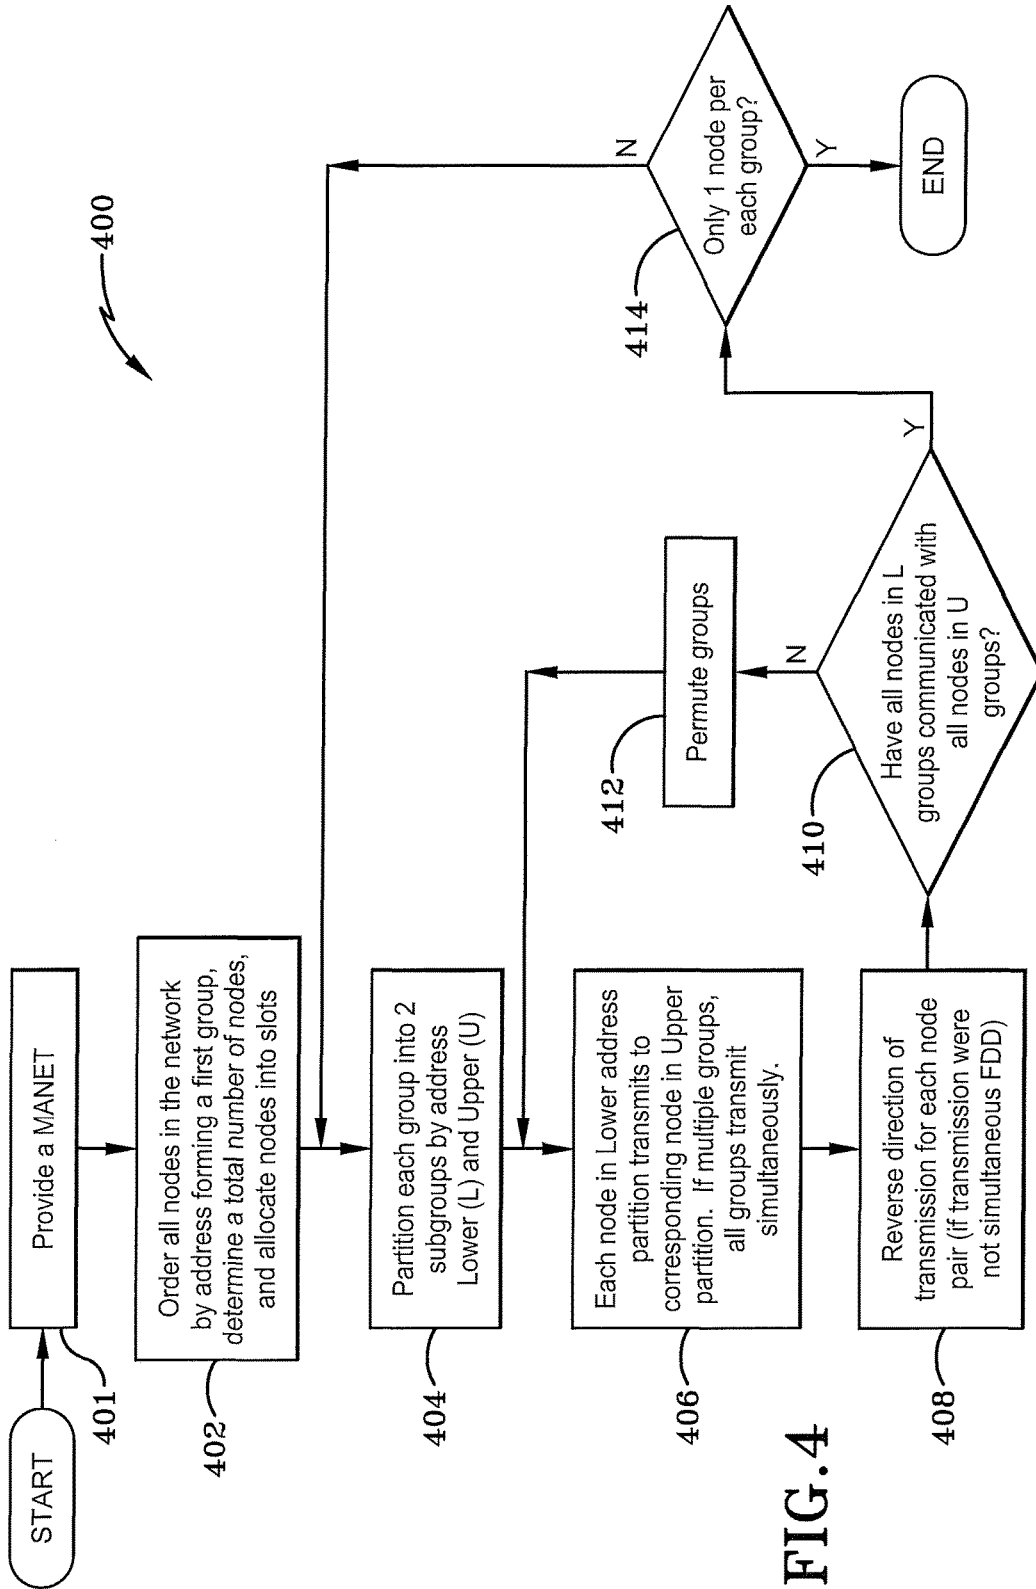 400
START
Provide a MANET
401
Order all nodes in the network
by address forming a first group,
determine a total number of nodes,
and allocate nodes into slots
402
Partition each group into 2
subgroups by address
Lower (L) and Upper (U)
404
Each node in Lower address
partition transmits to
corresponding node in Upper
partition. If multiple groups,
all groups transmit
simultaneously.
406
Reverse direction of
transmission for each node
pair (if transmission were
not simultaneous FDD)
408
Have all nodes in L
groups communicated with
all nodes in U
groups?
410
N
Y
Permute groups
412
Only 1 node per
each group?
414
N
Y
END
FIG.4